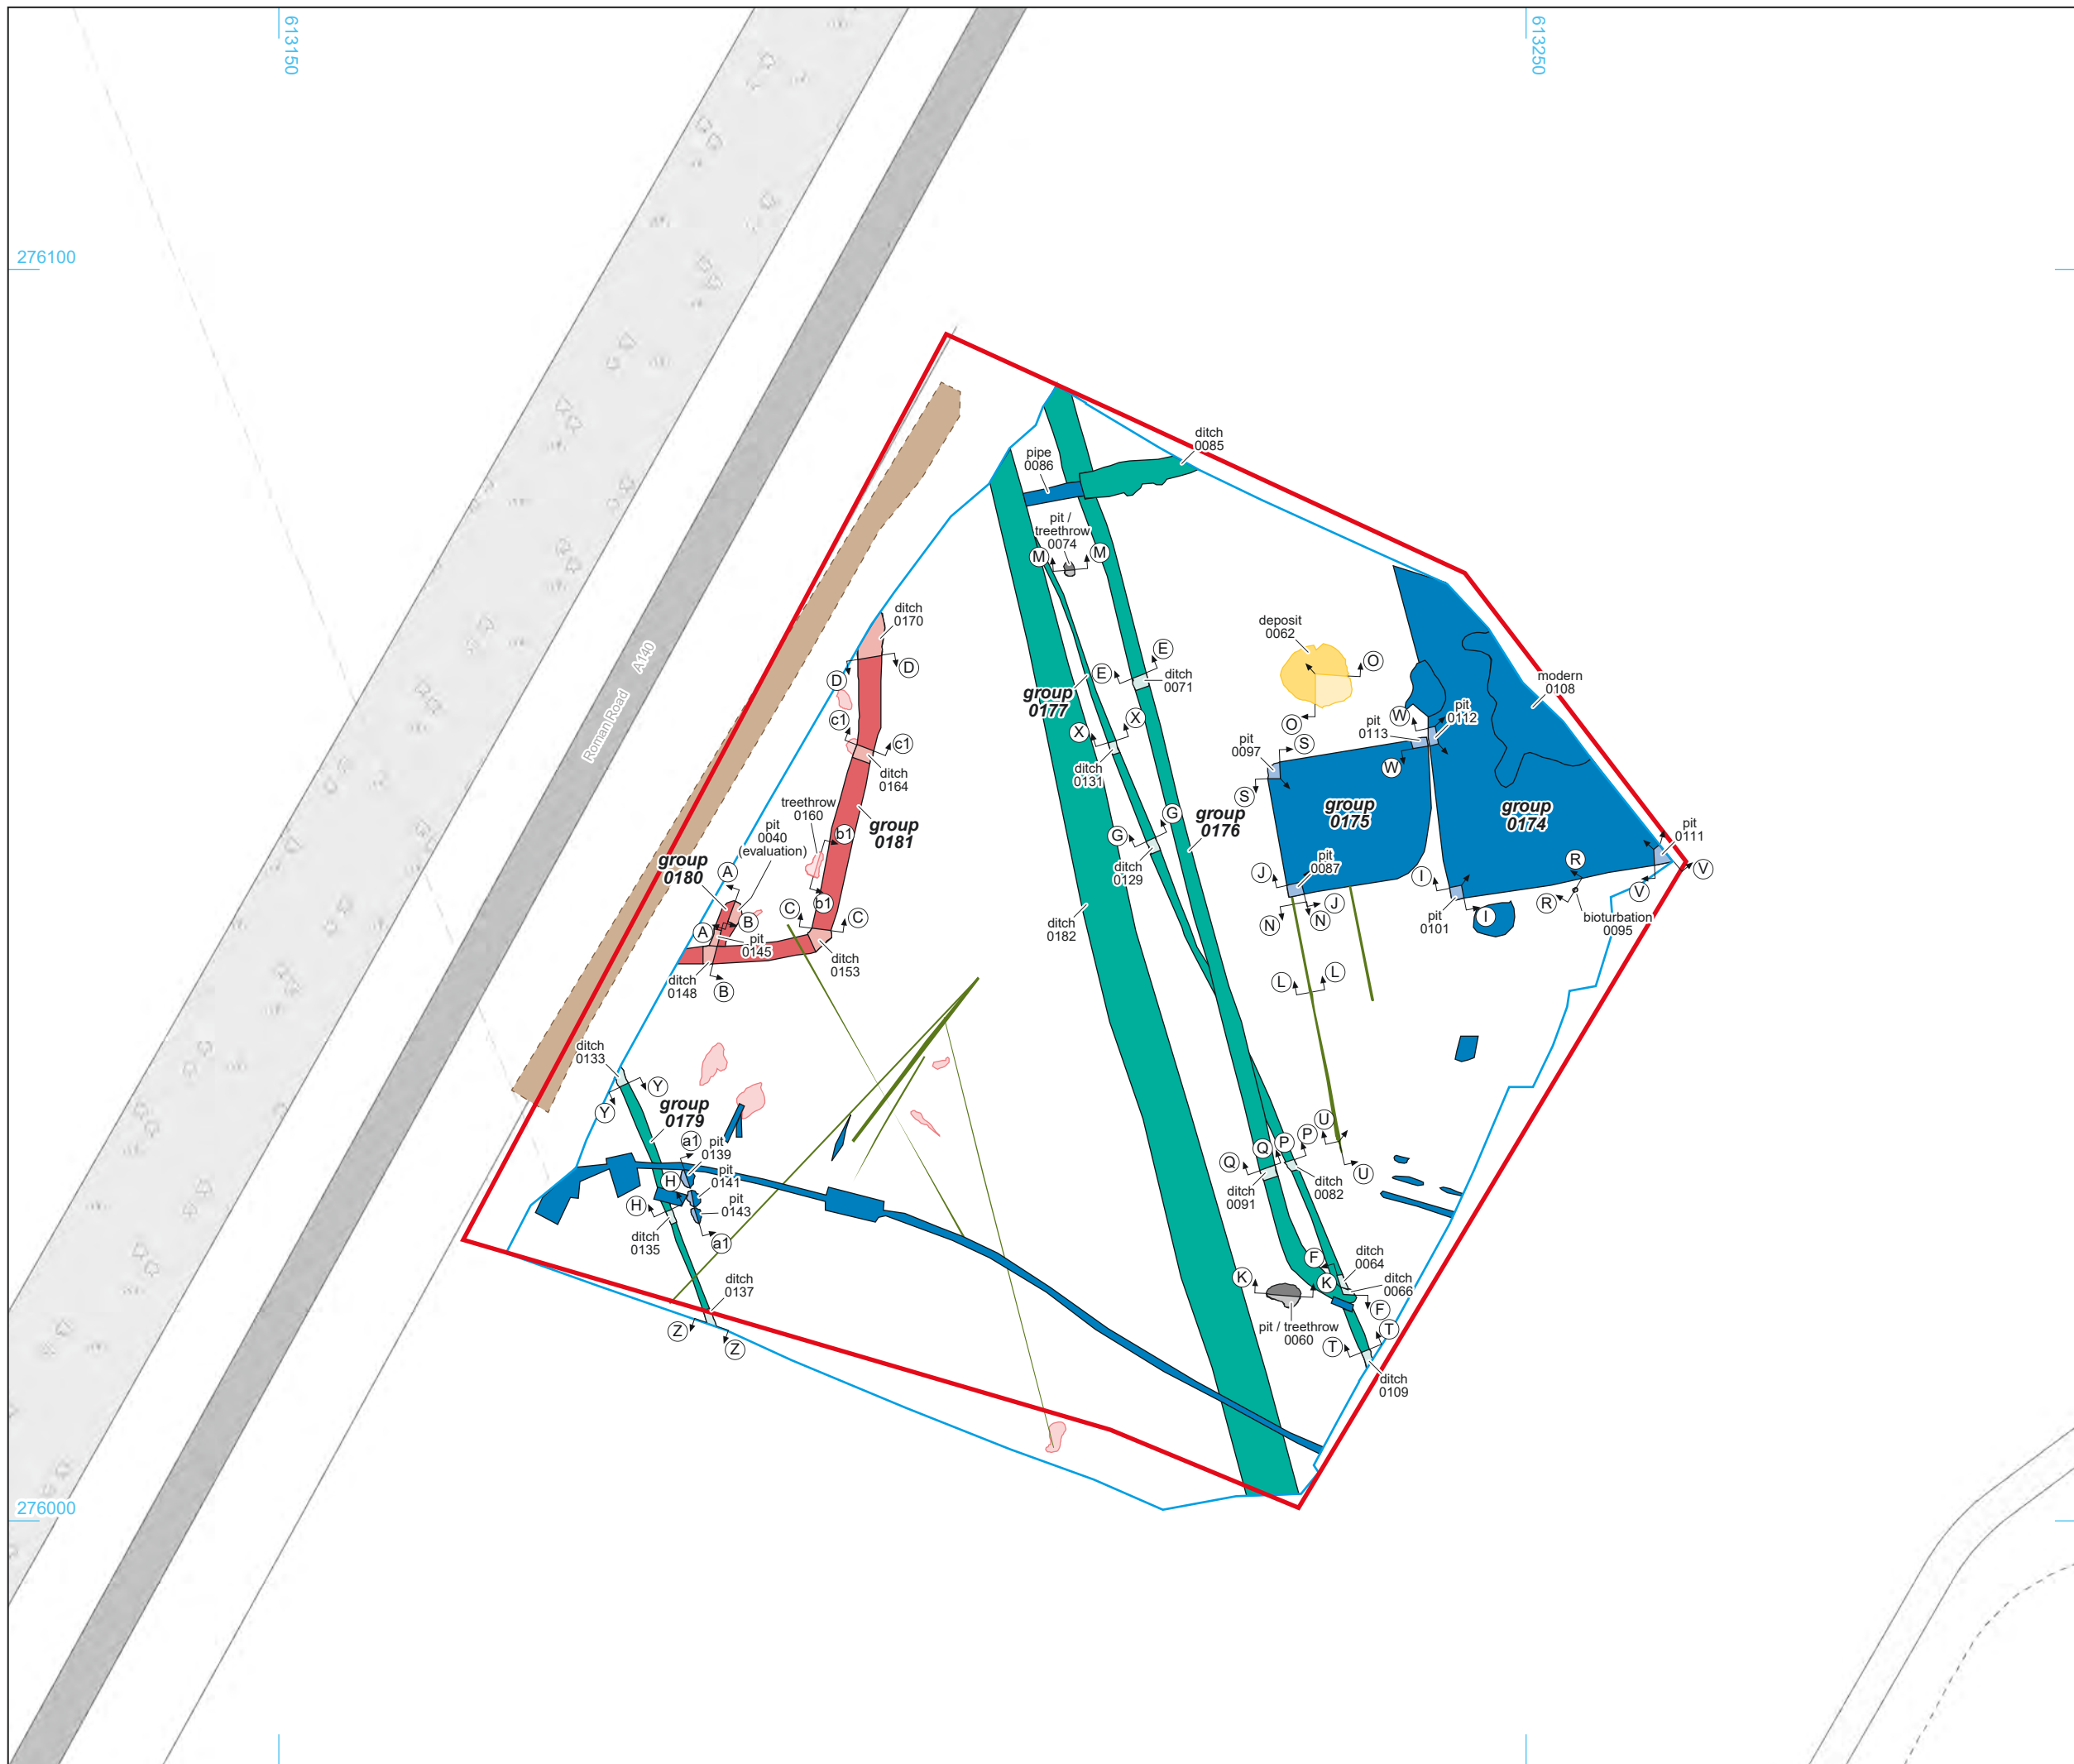 613150
613250
276100
276000
Roman Road
A140
ditch
0085
pipe
0086
pit /
treethrow
0074
M
M
ditch
0170
D
D
c1
c1
ditch
0164
treethrow
0160
b1
b1
pit
0040
(evaluation)
group
0181
group
0180
A
A
B
B
C
C
pit
0145
ditch
0153
ditch
0148
E
E
ditch
0071
group
0177
X
X
ditch
0131
G
G
group
0176
ditch
0129
ditch
0182
deposit
0062
O
O
modern
0108
W
W
pit
0112
pit
0113
pit
0097
S
S
group
0175
group
0174
pit
0111
V
V
R
R
bioturbation
0095
pit
0087
J
J
N
N
I
I
pit
0101
L
L
ditch
0133
Y
Y
group
0179
a1
a1
pit
0139
pit
0141
pit
0143
H
H
ditch
0135
ditch
0137
Z
Z
U
U
P
P
Q
Q
ditch
0082
ditch
0091
F
F
ditch
0064
ditch
0066
K
K
pit / treethrow
0060
T
T
ditch
0109